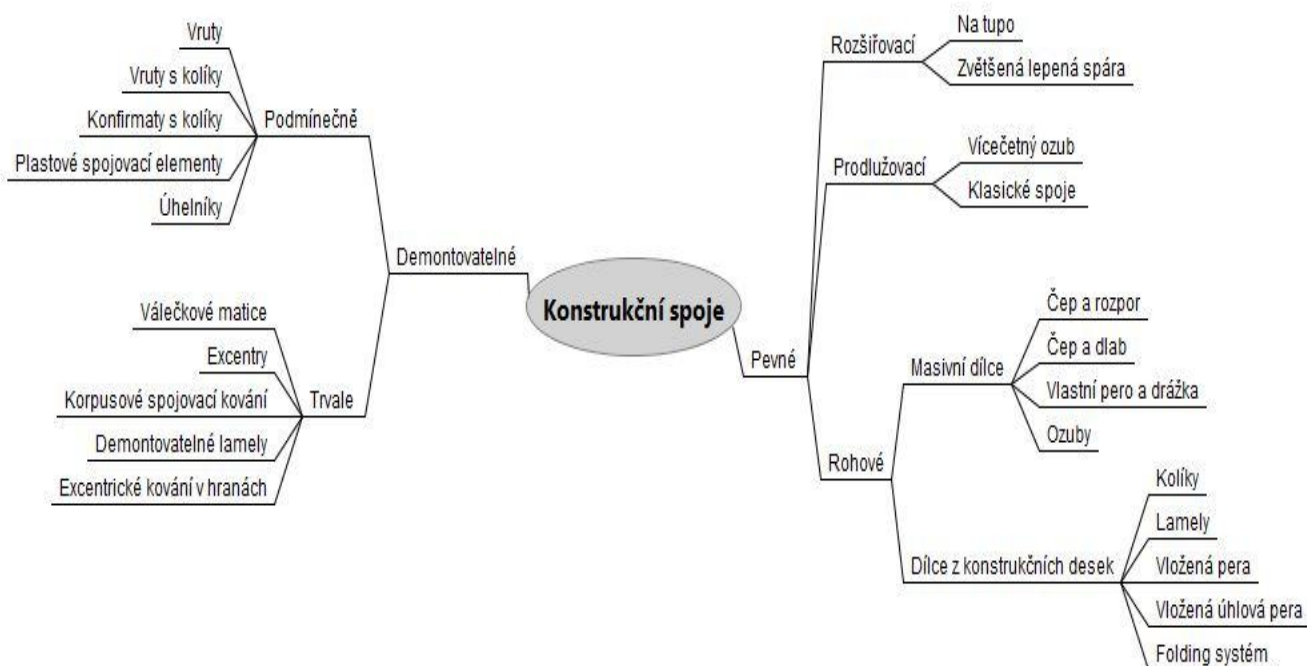 Konstrukční spoje
Demontovatelné
Podmínečně
Vruty
Vruty s kolíky
Konfirmaty s kolíky
Plastové spojovací elementy
Úhelníky
Trvale
Válečkové matice
Excentry
Korpusové spojovací kování
Demontovatelné lamely
Excentrické kování v hranách
Pevné
Rozšiřovací
Na tupo
Zvětšená lepená spára
Prodlužovací
Vícečetný ozub
Klasické spoje
Rohové
Masivní dílce
Čep a rozpor
Čep a dlab
Vlastní pero a drážka
Ozuby
Dílce z konstrukčních desek
Kolíky
Lamely
Vložená pera
Vložená úhlová pera
Folding systém